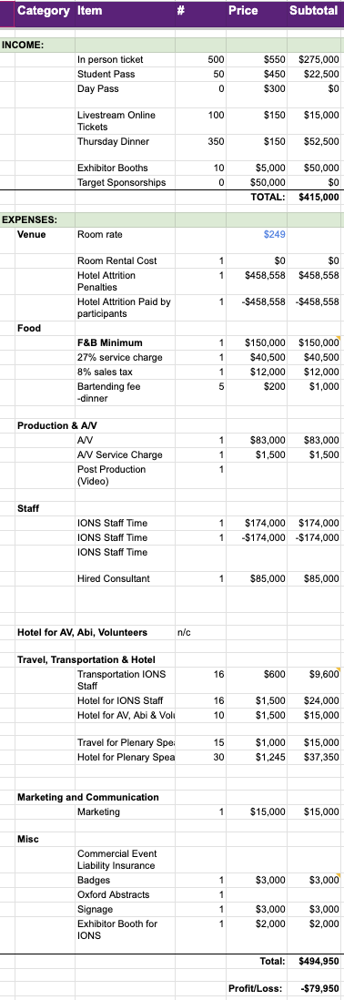 Category Item # Price Subtotal
INCOME:
In person ticket 500 $550 $275,000
Student Pass 50 $450 $22,500
Day Pass 0 $300 $0
Livestream Online
Tickets 100 $150 $15,000
Thursday Dinner 350 $150 $52,500
Exhibitor Booths 10 $5,000 $50,000
Target Sponsorships 0 $50,000 $0
TOTAL: $415,000
EXPENSES:
Venue Room rate $249
Room Rental Cost 1 $0 $0
Hotel Attrition
Penalties 1 $458,558 $458,558
Hotel Attrition Paid by
participants 1 -$458,558 -$458,558
Food
F&B Minimum 1 $150,000 $150,000
27% service charge 1 $40,500 $40,500
8% sales tax 1 $12,000 $12,000
Bartending fee
-dinner 5 $200 $1,000
Production & A/V
A/V 1 $83,000 $83,000
A/V Service Charge 1 $1,500 $1,500
Post Production
(Video) 1
Staff
IONS Staff Time 1 $174,000 $174,000
IONS Staff Time 1 -$174,000 -$174,000
IONS Staff Time
Hired Consultant 1 $85,000 $85,000
Hotel for AV, Abi, Volunteers n/c
Travel, Transportation & Hotel
Transportation IONS
Staff 16 $600 $9,600
Hotel for IONS Staff 16 $1,500 $24,000
Hotel for AV, Abi & Volu 10 $1,500 $15,000
Travel for Plenary Spea 15 $1,000 $15,000
Hotel for Plenary Spea 30 $1,245 $37,350
Marketing and Communication
Marketing 1 $15,000 $15,000
Misc
Commercial Event
Liability Insurance
Badges 1 $3,000 $3,000
Oxford Abstracts 1
Signage 1 $3,000 $3,000
Exhibitor Booth for
IONS 1 $2,000 $2,000
Total: $494,950
Profit/Loss: -$79,950